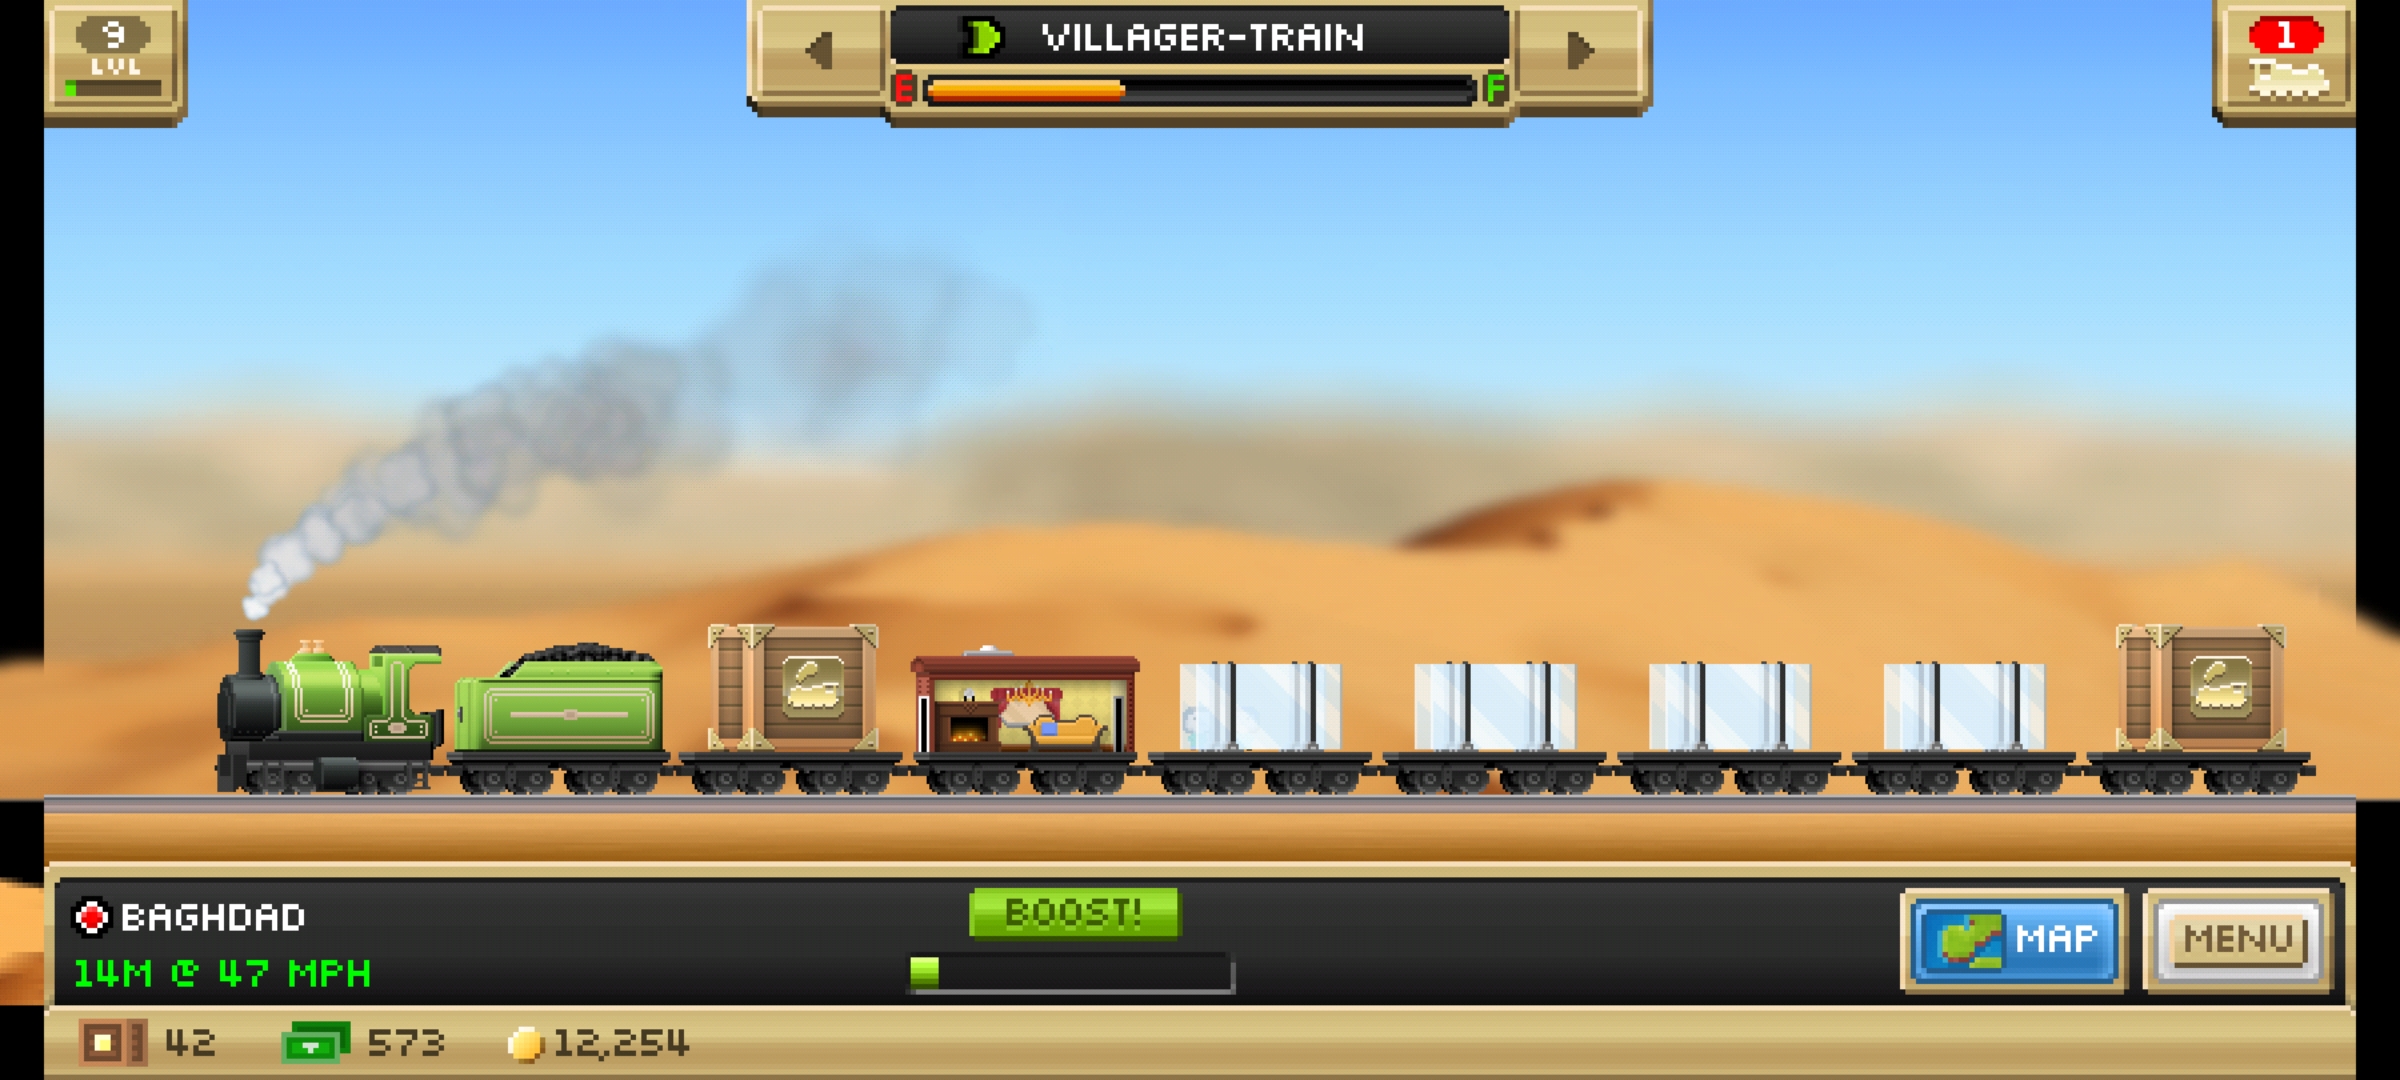 9
LVL
VILLAGER-TRAIN
E F
1
BAGHDAD
14M @ 47 MPH
BOOST!
MAP
MENU
42
573
12,254